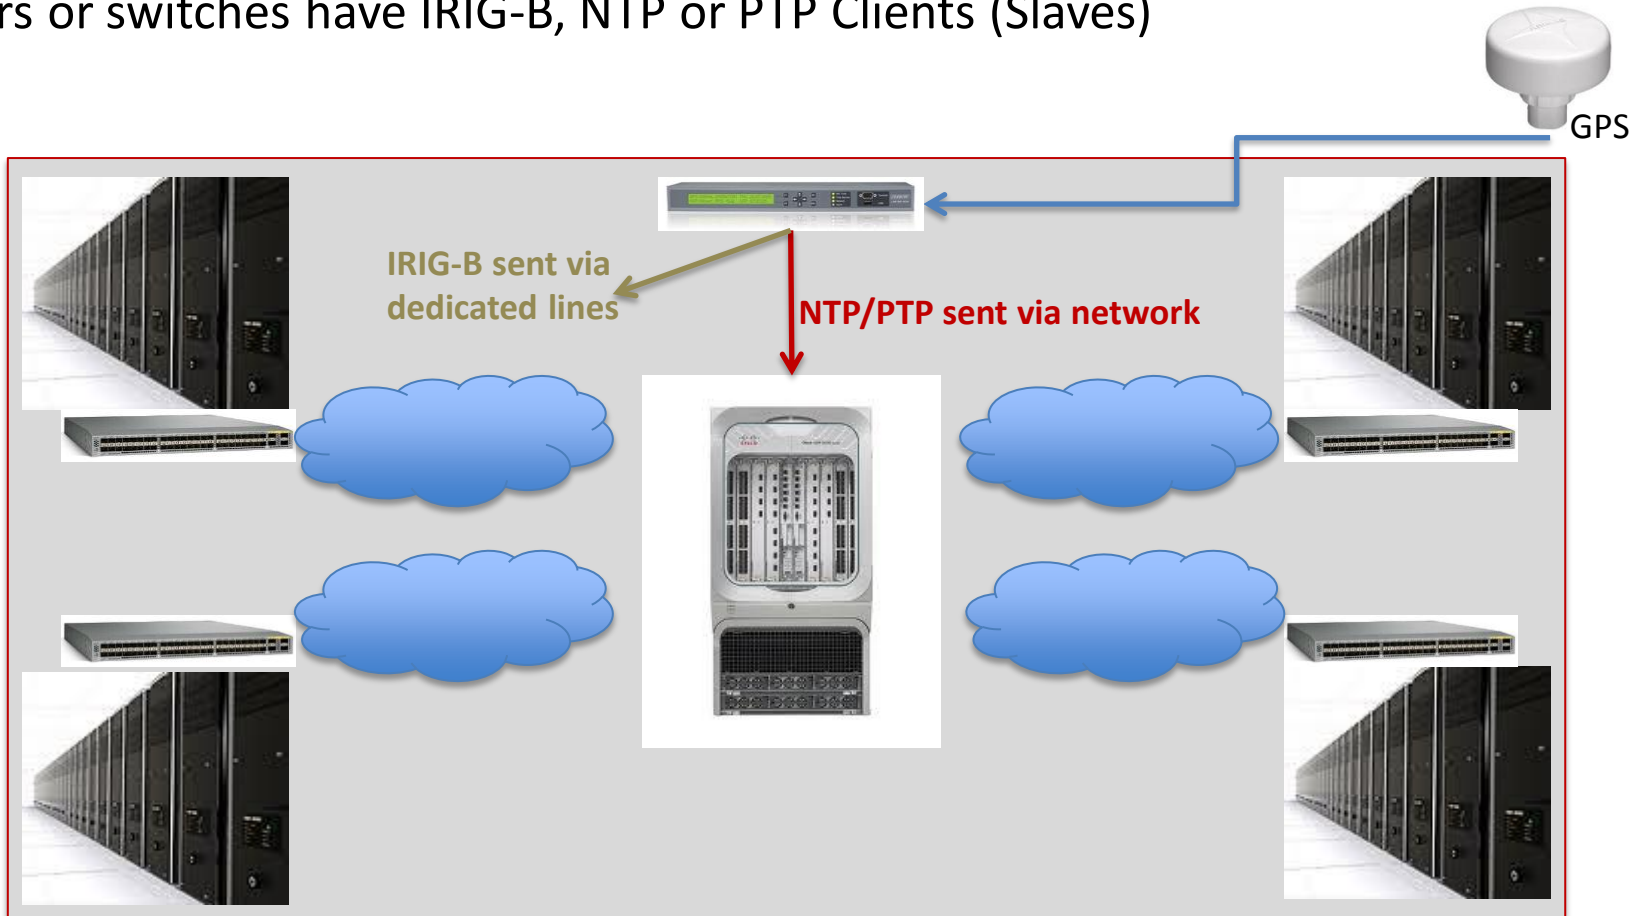 rs or switches have IRIG-B, NTP or PTP Clients (Slaves)
GPS
IRIG-B sent via
dedicated lines
NTP/PTP sent via network